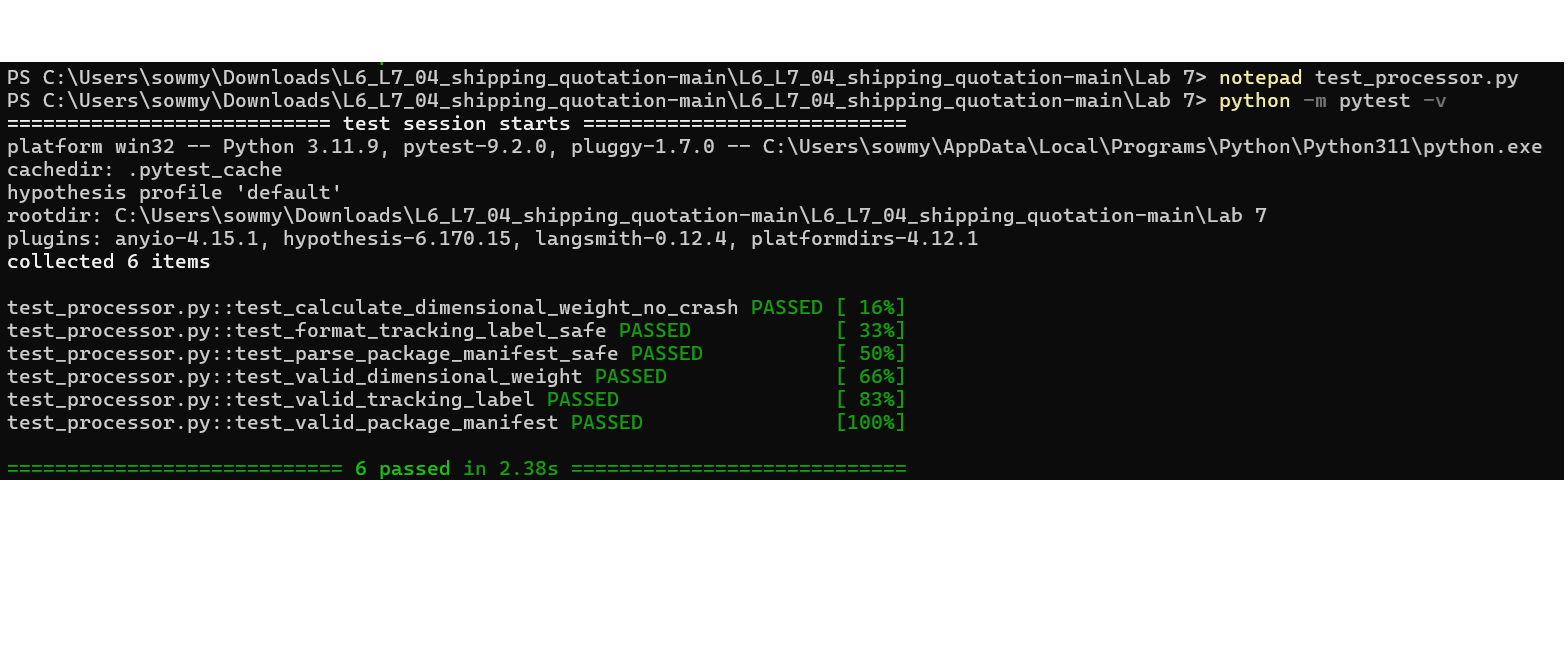 PS C:\Users\sowmy\Downloads\L6_L7_04_shipping_quotation-main\L6_L7_04_shipping_quotation-main\Lab 7> notepad test_processor.py
PS C:\Users\sowmy\Downloads\L6_L7_04_shipping_quotation-main\L6_L7_04_shipping_quotation-main\Lab 7> python -m pytest -v
=========================== test session starts ===========================
platform win32 -- Python 3.11.9, pytest-9.2.0, pluggy-1.7.0 -- C:\Users\sowmy\AppData\Local\Programs\Python\Python311\python.exe
cachedir: .pytest_cache
hypothesis profile 'default'
rootdir: C:\Users\sowmy\Downloads\L6_L7_04_shipping_quotation-main\L6_L7_04_shipping_quotation-main\Lab 7
plugins: anyio-4.15.1, hypothesis-6.170.15, langsmith-0.12.4, platformdirs-4.12.1
collected 6 items

test_processor.py::test_calculate_dimensional_weight_no_crash PASSED [ 16%]
test_processor.py::test_format_tracking_label_safe PASSED            [ 33%]
test_processor.py::test_parse_package_manifest_safe PASSED           [ 50%]
test_processor.py::test_valid_dimensional_weight PASSED              [ 66%]
test_processor.py::test_valid_tracking_label PASSED                  [ 83%]
test_processor.py::test_valid_package_manifest PASSED                [100%]

============================ 6 passed in 2.38s ============================